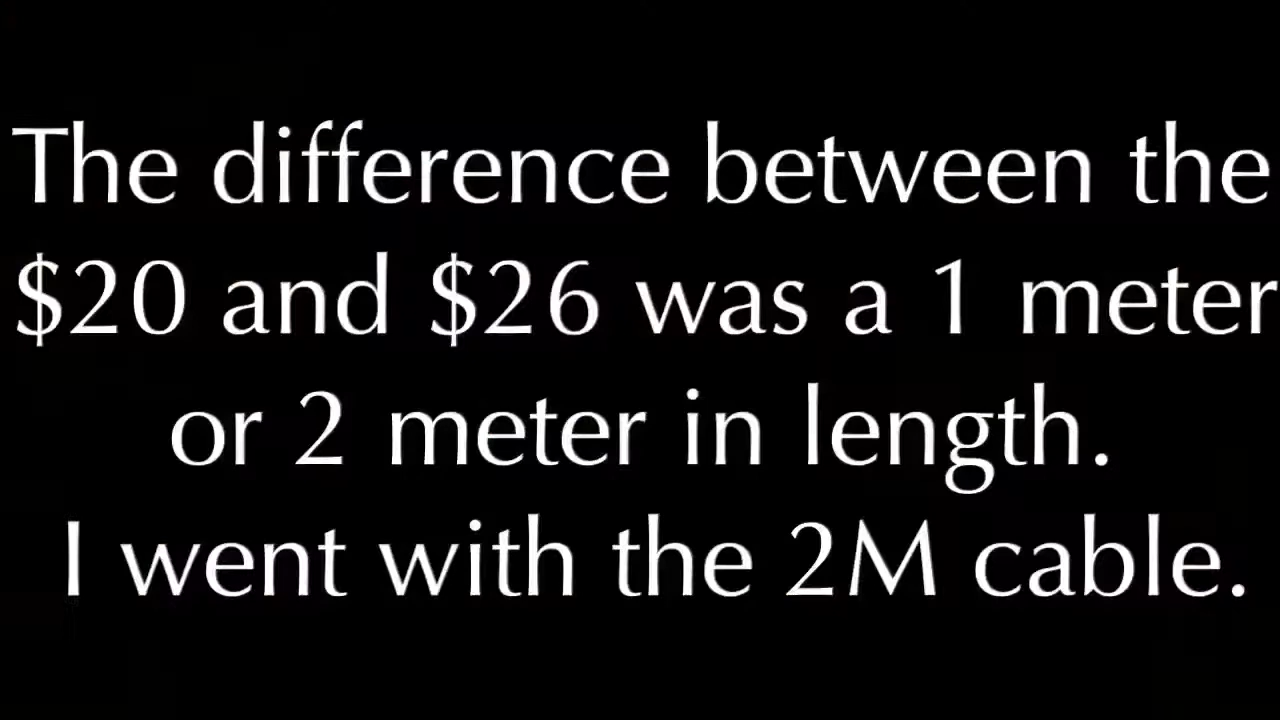 The difference between the
$20 and $26 was a 1 meter
or 2 meter in length.
I went with the 2M cable.